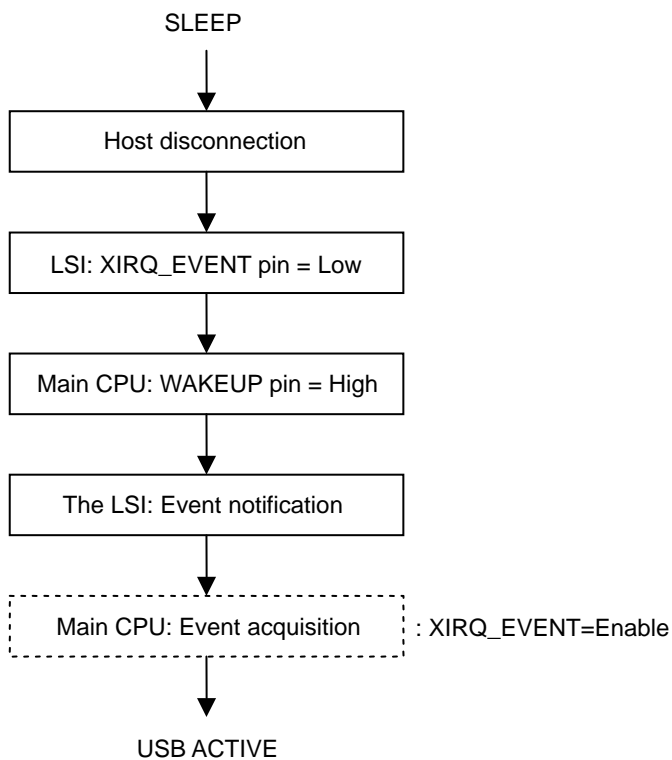 SLEEP
Host disconnection
LSI: XIRQ_EVENT pin = Low
Main CPU: WAKEUP pin = High
The LSI: Event notification
Main CPU: Event acquisition : XIRQ_EVENT=Enable
USB ACTIVE